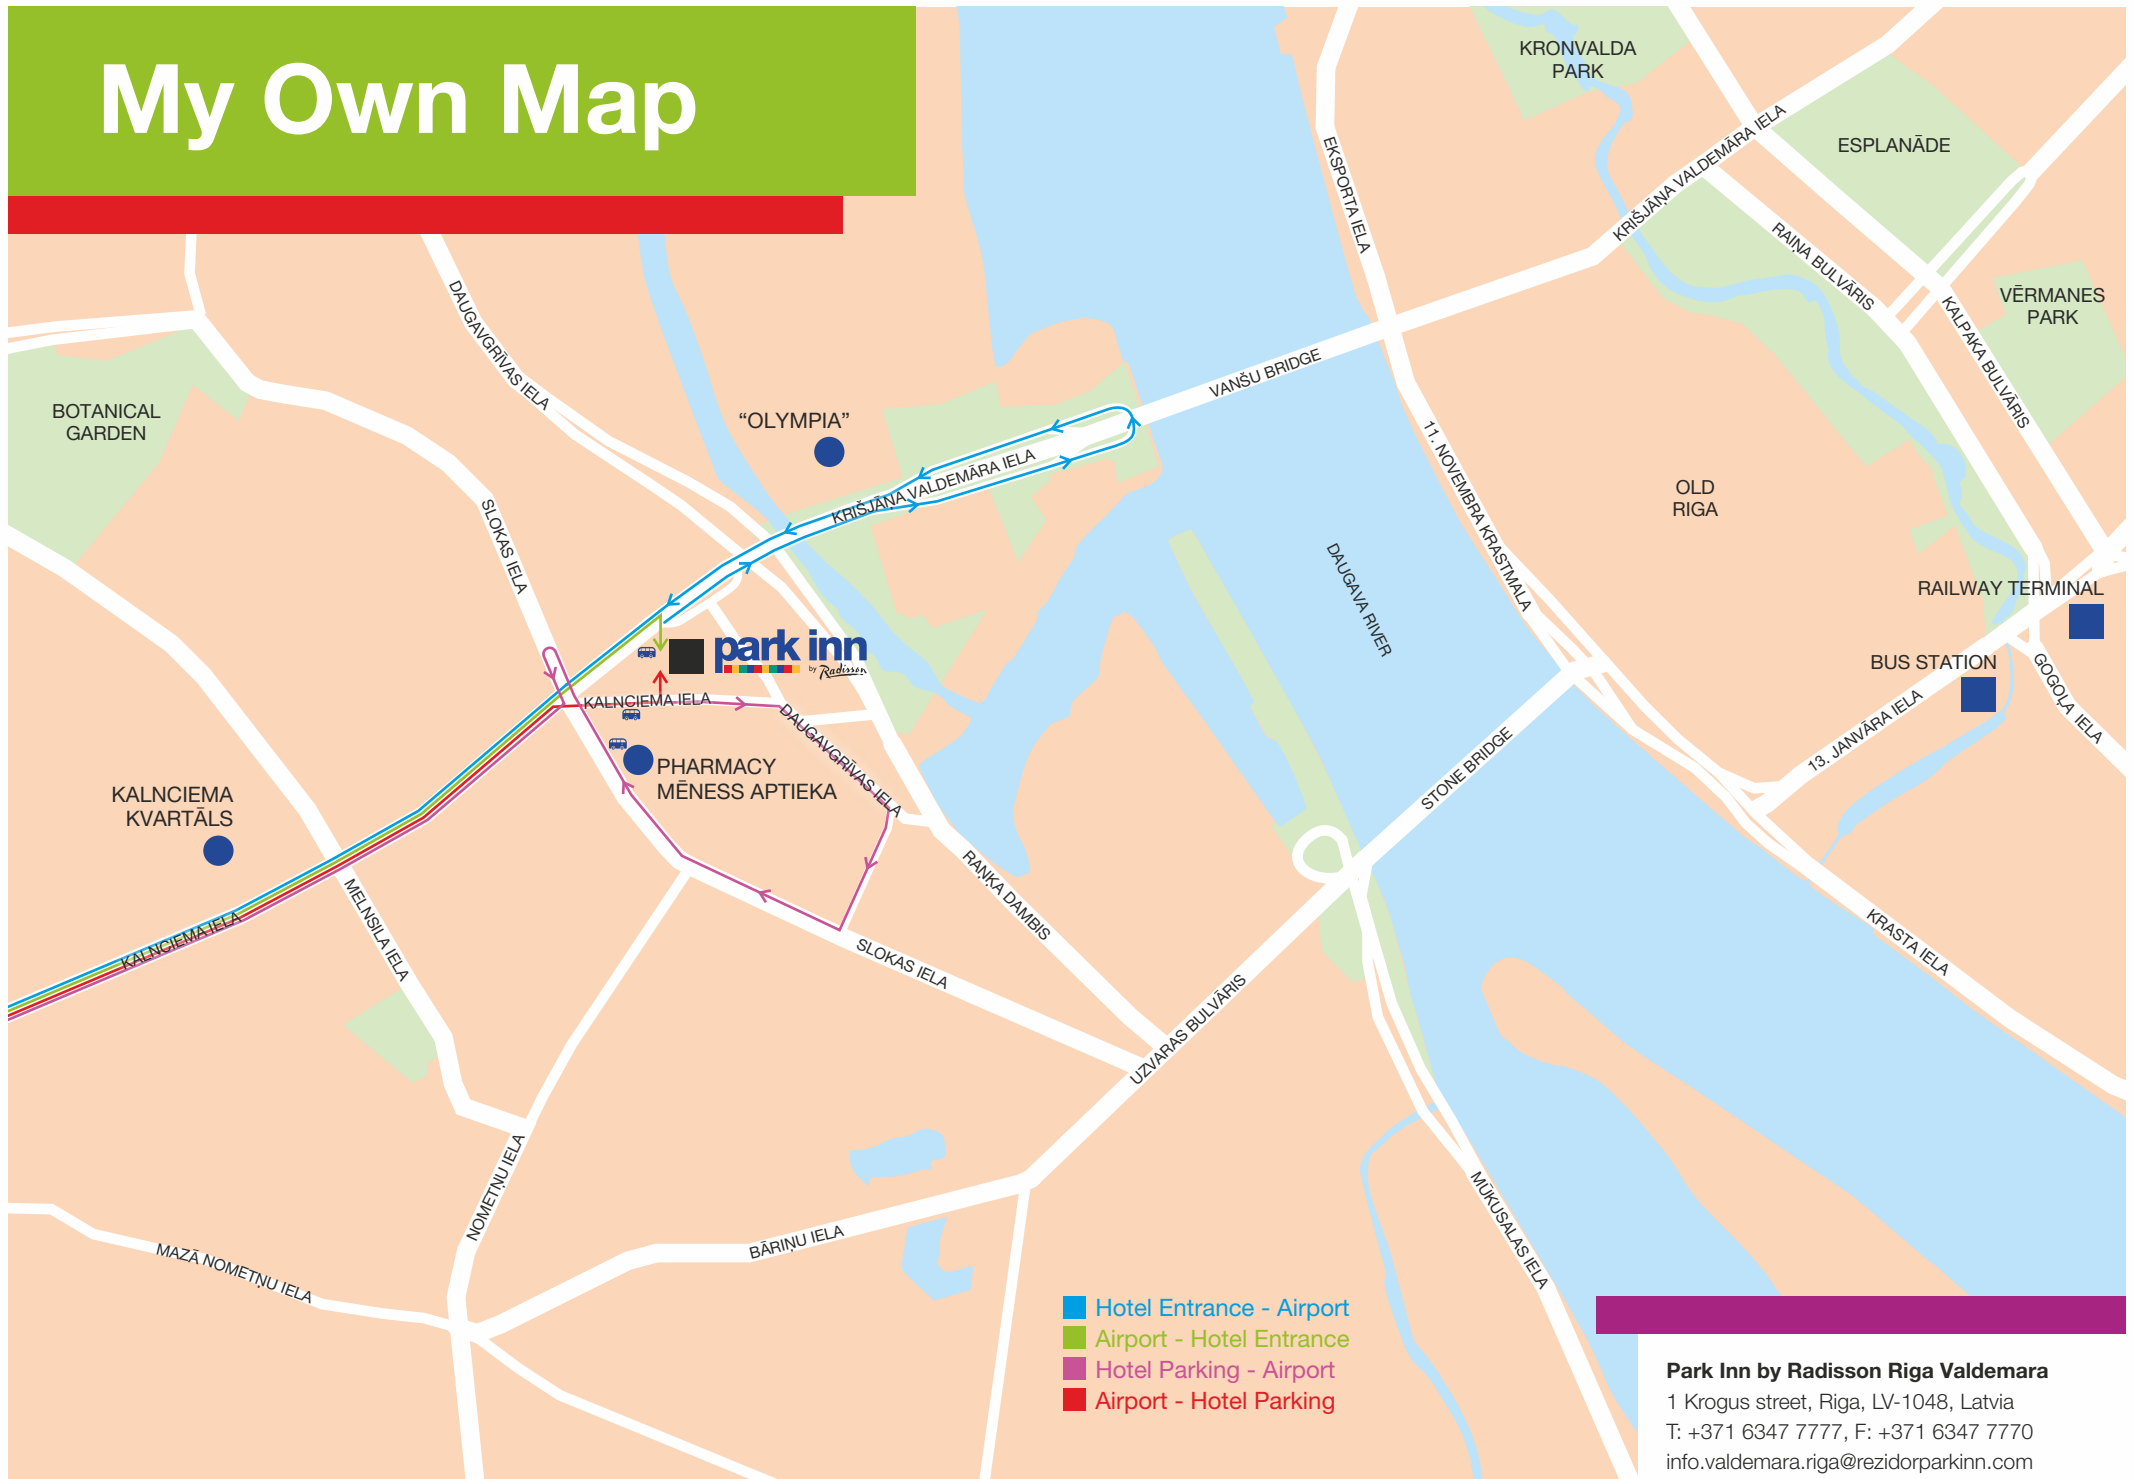 My Own Map
KRONVALDA
PARK
ESPLANĀDE
KRIŠJĀŅA VALDEMĀRA IELA
EKSPORTA IELA
RAIŅA BULVĀRIS
VĒRMANES
PARK
KALPAKA BULVĀRIS
DAUGAVGRĪVAS IELA
VANŠU BRIDGE
BOTANICAL
GARDEN
“OLYMPIA”
KRIŠJĀŅA VALDEMĀRA IELA
11. NOVEMBRA KRASTMALA
OLD
RIGA
SLOKAS IELA
DAUGAVA RIVER
RAILWAY TERMINAL
park inn
by Radisson
BUS STATION
GOGOĻA IELA
KALNCIEMA IELA
DAUGAVGRĪVAS IELA
13. JANVĀRA IELA
STONE BRIDGE
PHARMACY
MĒNESS APTIEKA
KALNCIEMA
KVARTĀLS
RAŅĶA DAMBIS
MELNSILA IELA
KALNCIEMA IELA
SLOKAS IELA
KRASTA IELA
UZVARAS BULVĀRIS
NOMETŅU IELA
MŪKUSALAS IELA
BĀRIŅU IELA
MAZĀ NOMETŅU IELA
Hotel Entrance - Airport
Airport - Hotel Entrance
Hotel Parking - Airport
Airport - Hotel Parking
Park Inn by Radisson Riga Valdemara
1 Krogus street, Riga, LV-1048, Latvia
T: +371 6347 7777, F: +371 6347 7770
info.valdemara.riga@rezidorparkinn.com